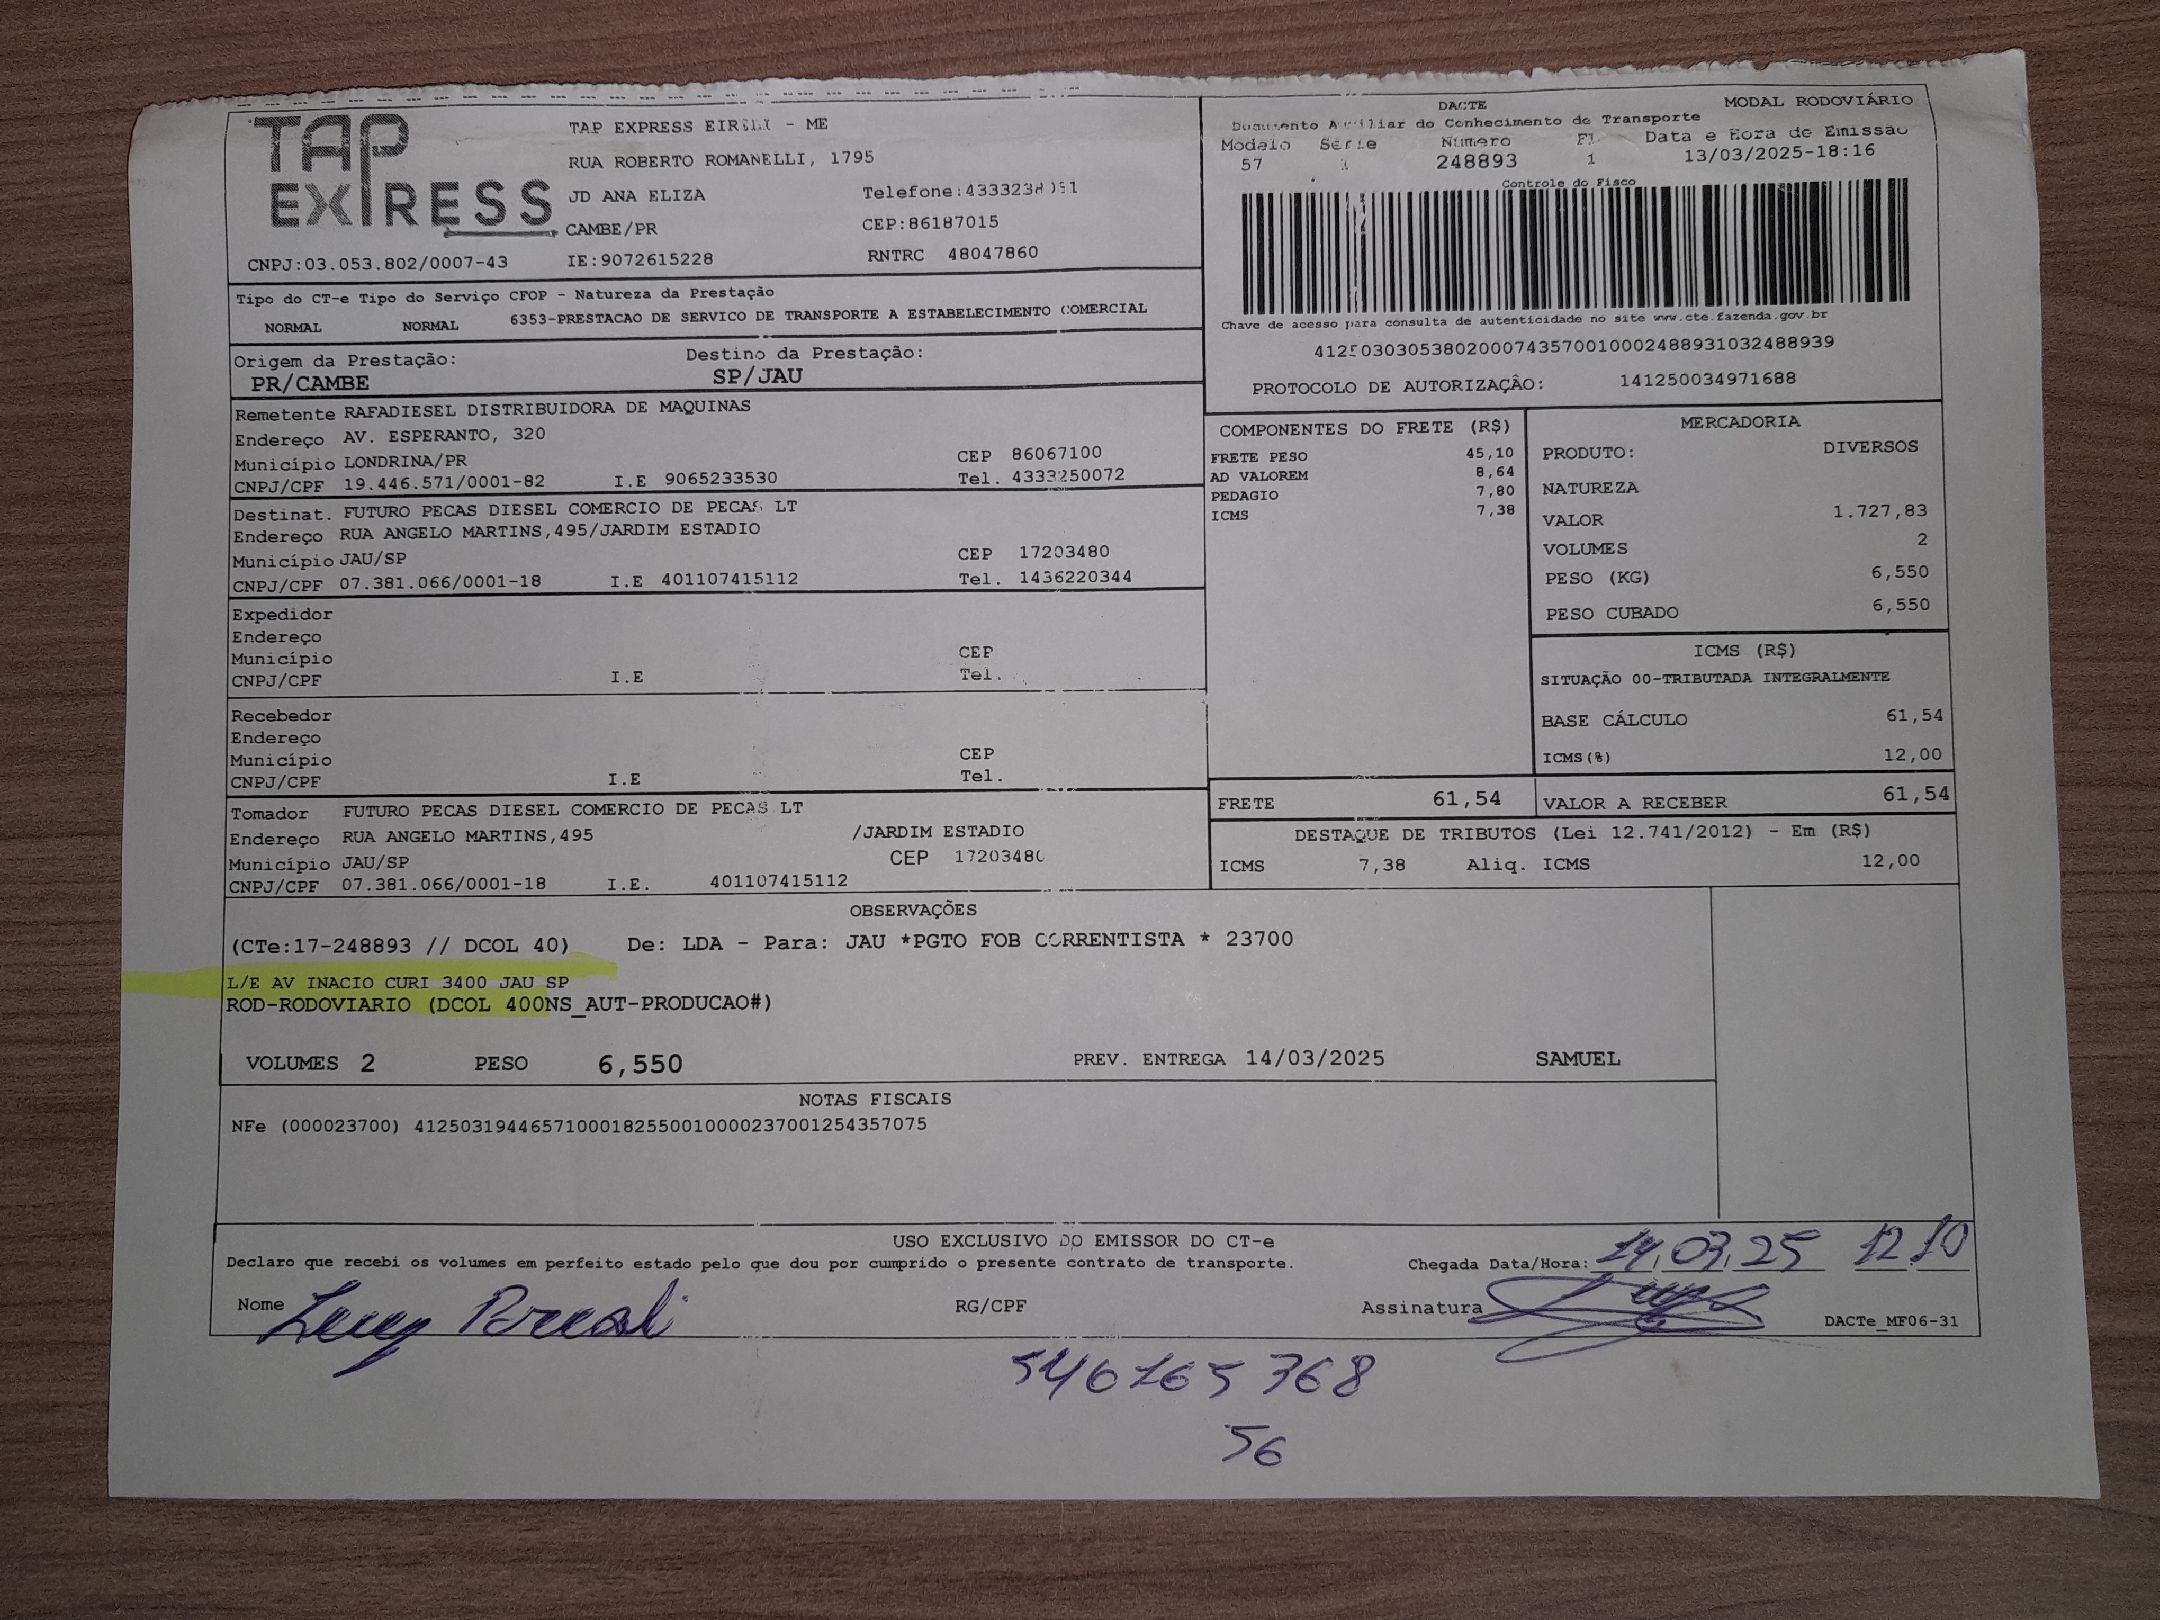 TAP EXPRESS
TAP EXPRESS EIRELI - ME
RUA ROBERTO ROMANELLI, 1795
JD ANA ELIZA
Telefone:
CAMBE/PR
CEP:86187015
CNPJ:03.053.802/0007-43 IE:9072615228 RNTRC 48047860
DACTE MODAL RODOVIÁRIO
Documento Auxiliar do Conhecimento de Transporte
Modelo Série Número Fl. Data e Hora de Emissão
57 1 248893 1 13/03/2025-18:16
Controle do Fisco
Chave de acesso para consulta de autenticidade no site www.cte.fazenda.gov.br
41250303053802000743570010002488931032488939
PROTOCOLO DE AUTORIZAÇÃO: 141250034971688
Tipo do CT-e Tipo do Serviço CFOP - Natureza da Prestação
NORMAL NORMAL 6353-PRESTACAO DE SERVICO DE TRANSPORTE A ESTABELECIMENTO COMERCIAL
Origem da Prestação: Destino da Prestação:
PR/CAMBE SP/JAU
Remetente RAFADIESEL DISTRIBUIDORA DE MAQUINAS
Endereço AV. ESPERANTO, 320
Município LONDRINA/PR CEP 86067100
CNPJ/CPF 19.446.571/0001-82 I.E 9065233530 Tel. 4333250072
Destinat. FUTURO PECAS DIESEL COMERCIO DE PECAS LT
Endereço RUA ANGELO MARTINS,495/JARDIM ESTADIO
Município JAU/SP CEP 17203480
CNPJ/CPF 07.381.066/0001-18 I.E 401107415112 Tel. 1436220344
Expedidor
Endereço
Município CEP
CNPJ/CPF I.E Tel.
Recebedor
Endereço
Município CEP
CNPJ/CPF I.E Tel.
Tomador FUTURO PECAS DIESEL COMERCIO DE PECAS LT
Endereço RUA ANGELO MARTINS,495 /JARDIM ESTADIO
Município JAU/SP CEP 17203480
CNPJ/CPF 07.381.066/0001-18 I.E. 401107415112
COMPONENTES DO FRETE (R$)
FRETE PESO 45,10
AD VALOREM 8,64
PEDAGIO 7,80
ICMS 7,38
MERCADORIA
PRODUTO: DIVERSOS
NATUREZA
VALOR 1.727,83
VOLUMES 2
PESO (KG) 6,550
PESO CUBADO 6,550
ICMS (R$)
SITUAÇÃO 00-TRIBUTADA INTEGRALMENTE
BASE CÁLCULO 61,54
ICMS(%) 12,00
FRETE 61,54 VALOR A RECEBER 61,54
DESTAQUE DE TRIBUTOS (Lei 12.741/2012) - Em (R$)
ICMS 7,38 Aliq. ICMS 12,00
OBSERVAÇÕES
(CTe:17-248893 // DCOL 40) De: LDA - Para: JAU *PGTO FOB CORRENTISTA * 23700
L/E AV INACIO CURI 3400 JAU SP
ROD-RODOVIARIO (DCOL 400NS_AUT-PRODUCAO#)
VOLUMES 2 PESO 6,550 PREV. ENTREGA 14/03/2025 SAMUEL
NOTAS FISCAIS
NFe (000023700) 41250319446571000182550010000237001254357075
USO EXCLUSIVO DO EMISSOR DO CT-e
Declaro que recebi os volumes em perfeito estado pelo que dou por cumprido o presente contrato de transporte. Chegada Data/Hora: 14.03.25 12 10
Nome RG/CPF Assinatura DACTe_MF06-31
546165368
56